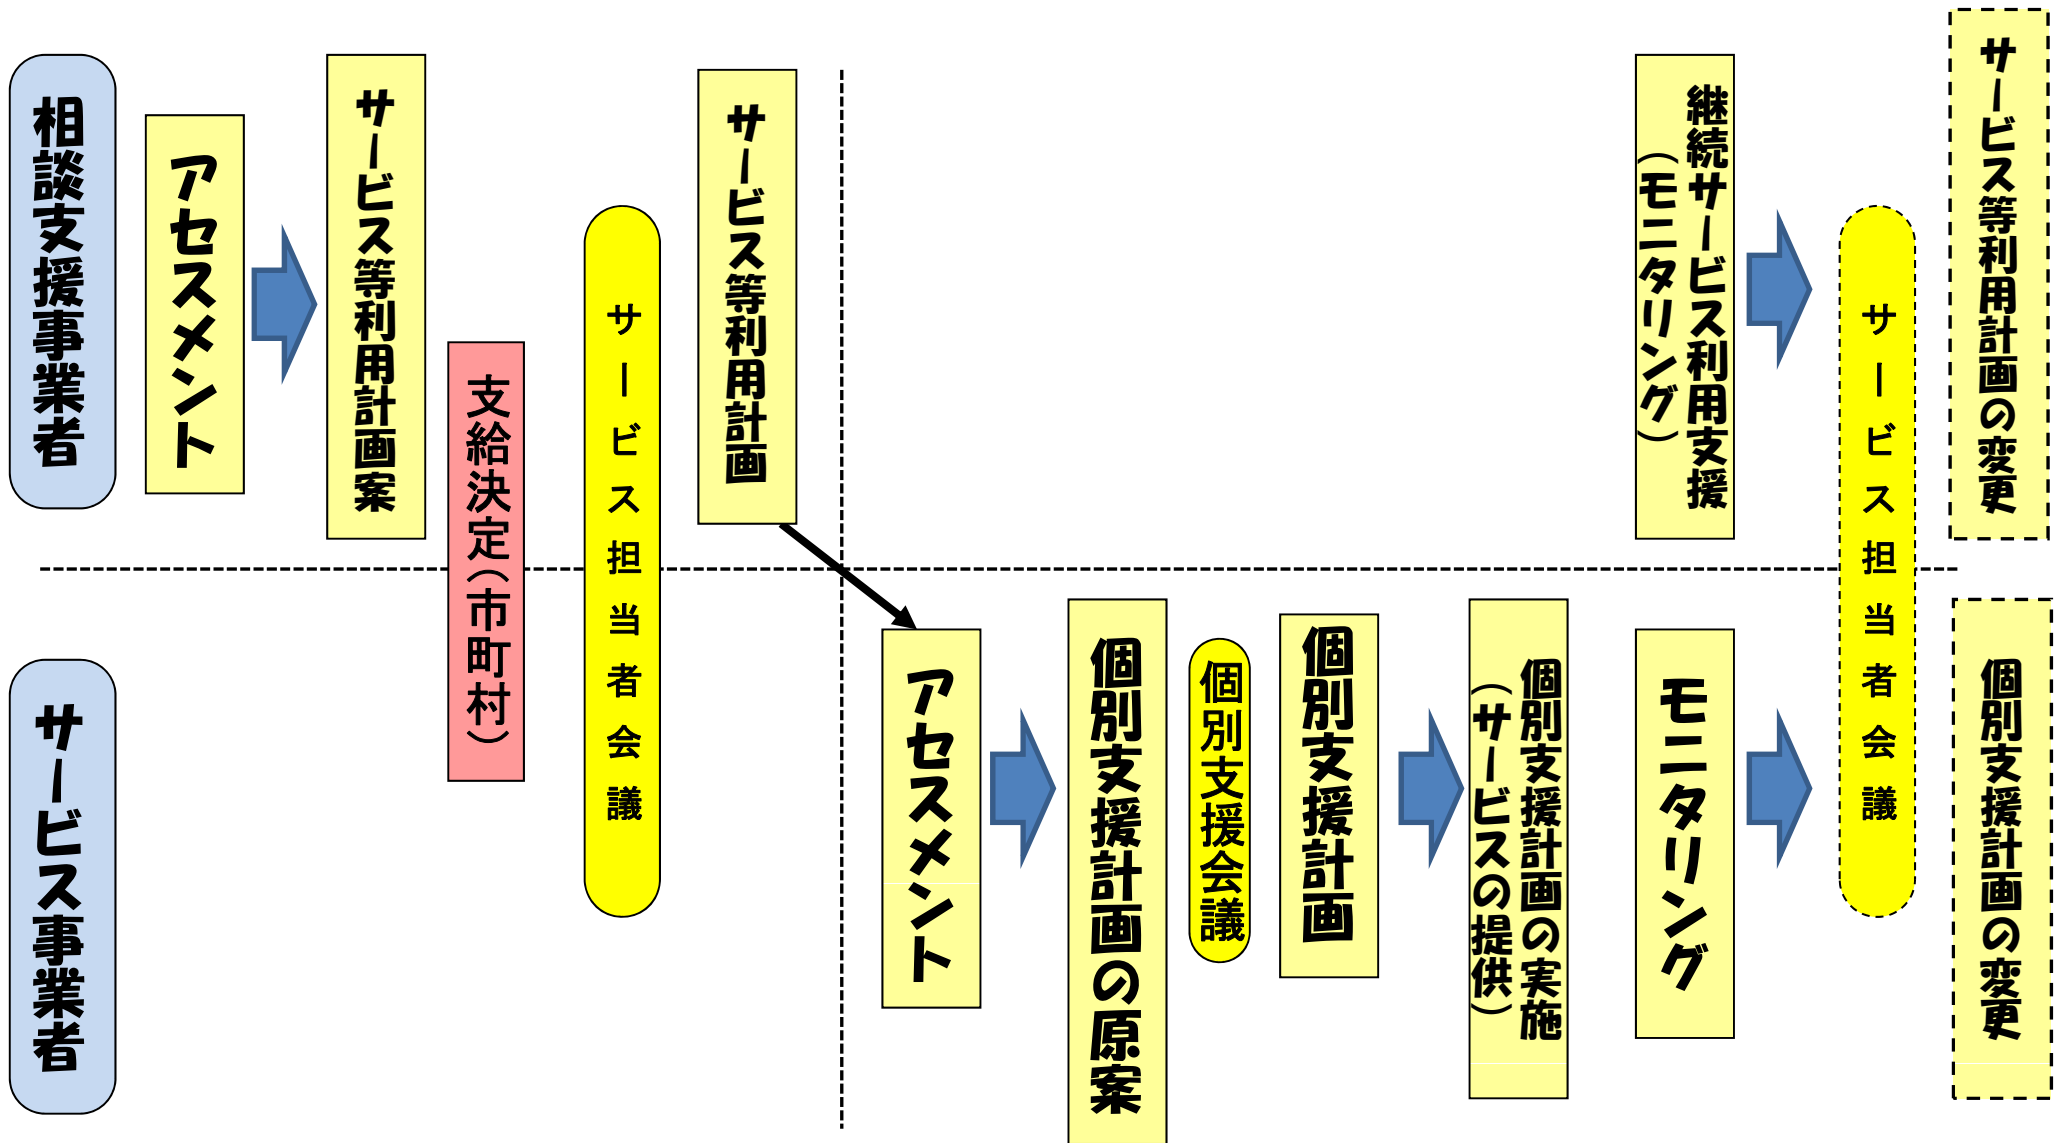 相談支援事業者
アセスメント
サービス等利用計画案
支給決定（市町村）
サービス担当者会議
サービス等利用計画
継続サービス利用支援
（モニタリング）
サービス担当者会議
サービス等利用計画の変更
サービス事業者
アセスメント
個別支援計画の原案
個別支援会議
個別支援計画
個別支援計画の実施
（サービスの提供）
モニタリング
個別支援計画の変更